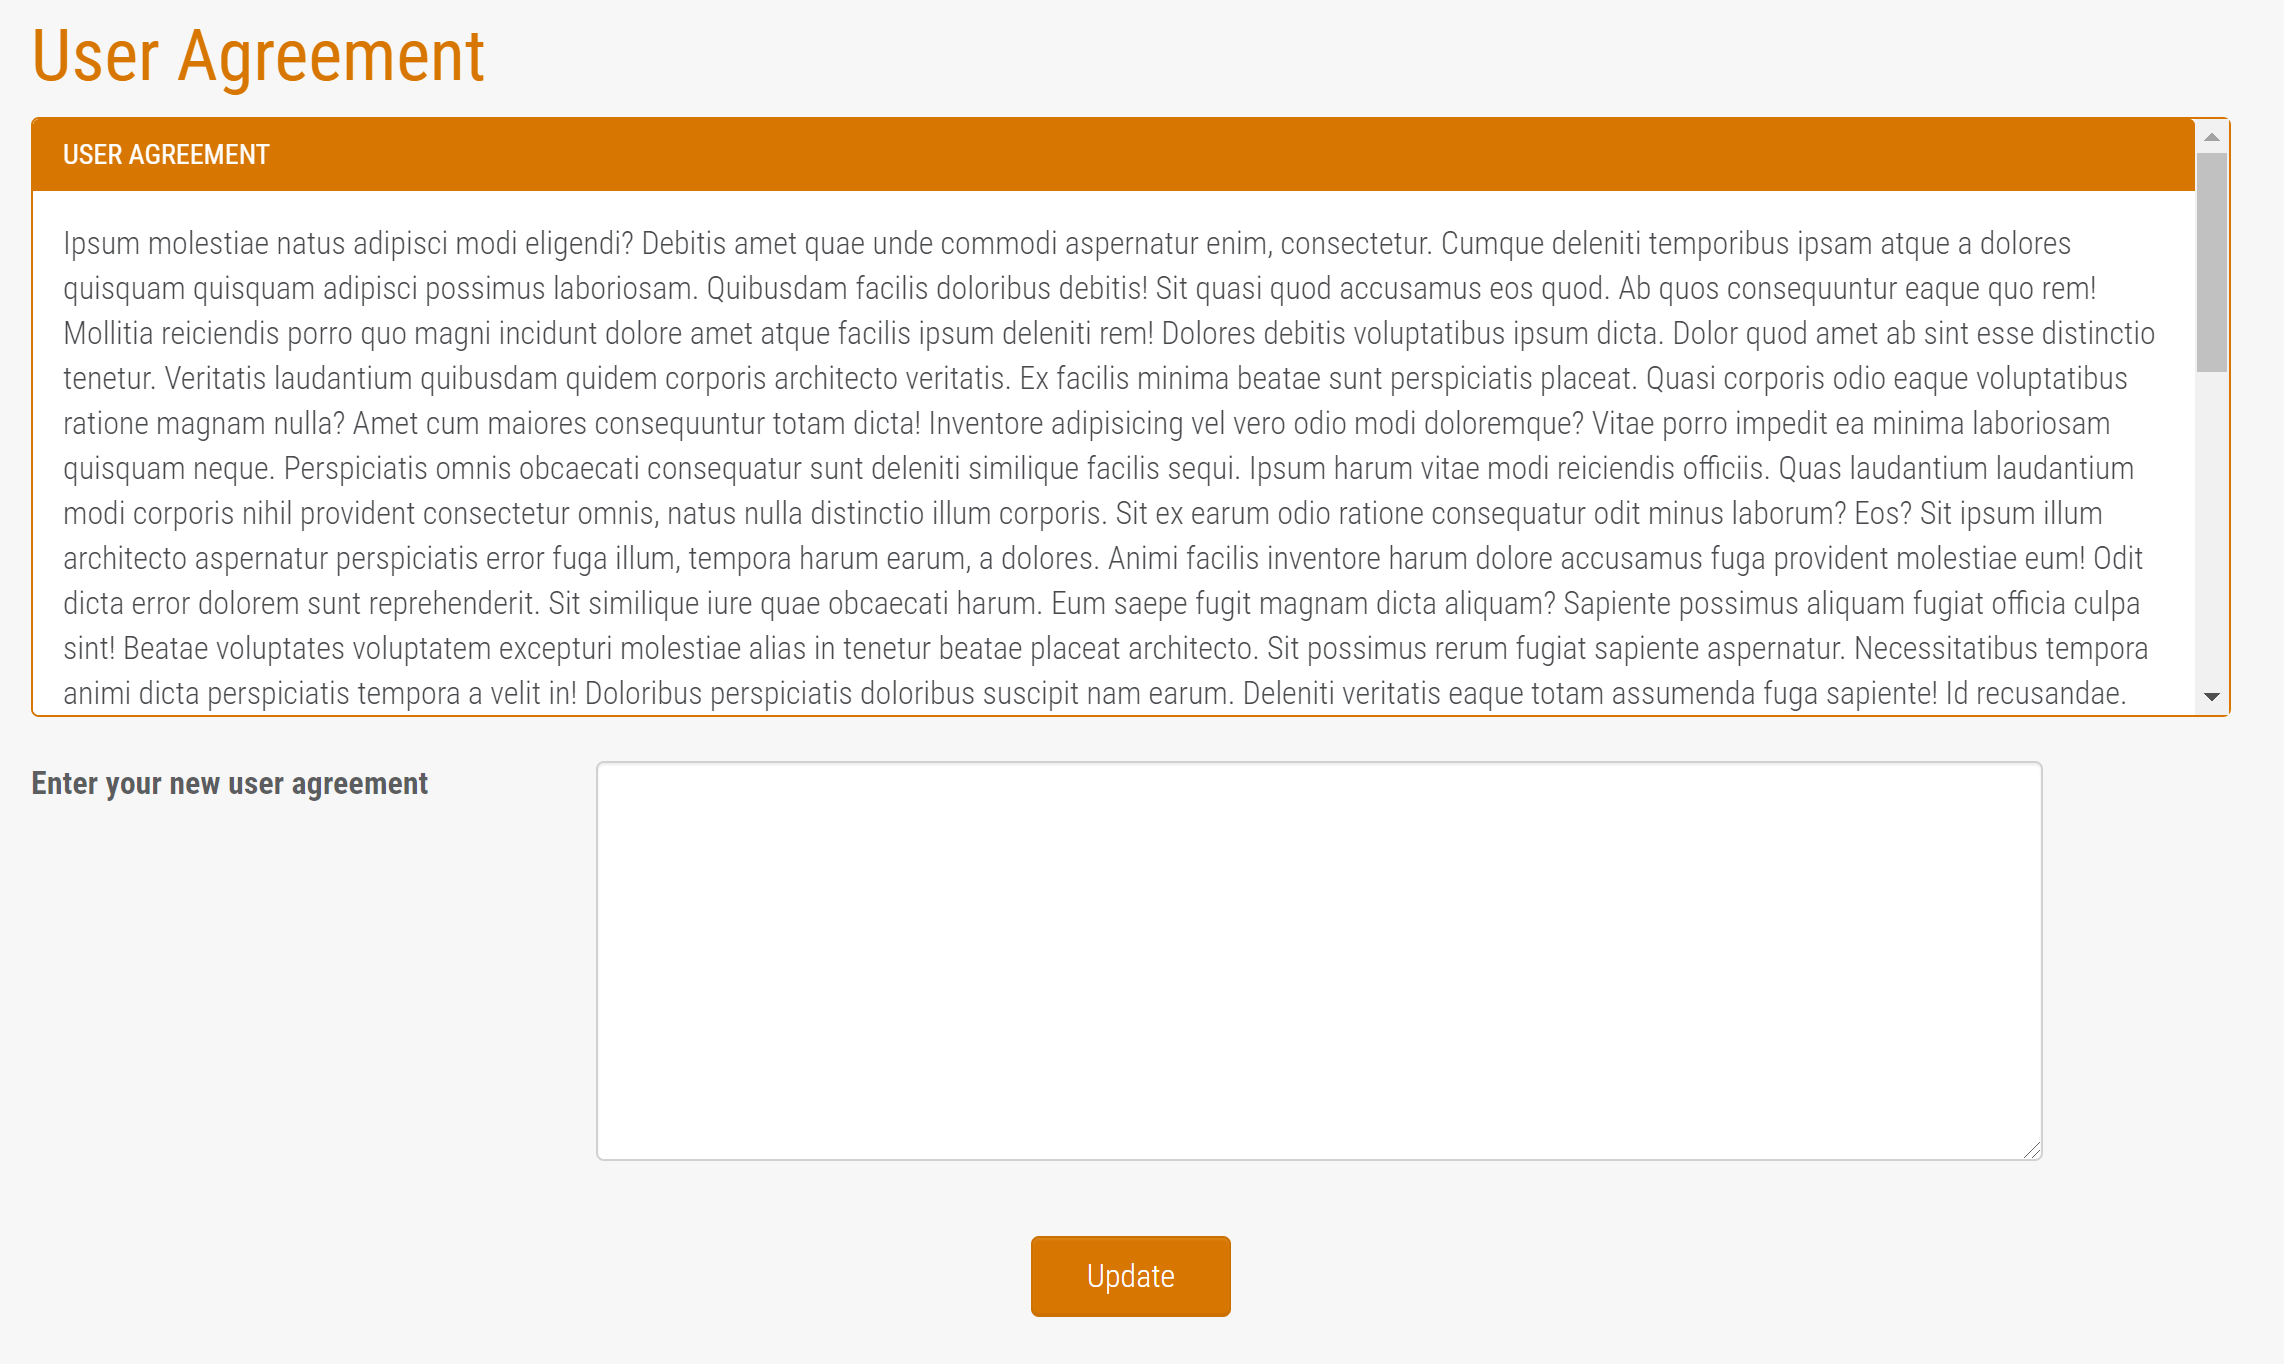 User Agreement
USER AGREEMENT
Ipsum molestiae natus adipisci modi eligendi? Debitis amet quae unde commodi aspernatur enim, consectetur. Cumque deleniti temporibus ipsam atque a dolores
quisquam quisquam adipisci possimus laboriosam. Quibusdam facilis doloribus debitis! Sit quasi quod accusamus eos quod. Ab quos consequuntur eaque quo rem!
Mollitia reiciendis porro quo magni incidunt dolore amet atque facilis ipsum deleniti rem! Dolores debitis voluptatibus ipsum dicta. Dolor quod amet ab sint esse distinctio
tenetur. Veritatis laudantium quibusdam quidem corporis architecto veritatis. Ex facilis minima beatae sunt perspiciatis placeat. Quasi corporis odio eaque voluptatibus
ratione magnam nulla? Amet cum maiores consequuntur totam dicta! Inventore adipisicing vel vero odio modi doloremque? Vitae porro impedit ea minima laboriosam
quisquam neque. Perspiciatis omnis obcaecati consequatur sunt deleniti similique facilis sequi. Ipsum harum vitae modi reiciendis officiis. Quas laudantium laudantium
modi corporis nihil provident consectetur omnis, natus nulla distinctio illum corporis. Sit ex earum odio ratione consequatur odit minus laborum? Eos? Sit ipsum illum
architecto aspernatur perspiciatis error fuga illum, tempora harum earum, a dolores. Animi facilis inventore harum dolore accusamus fuga provident molestiae eum! Odit
dicta error dolorem sunt reprehenderit. Sit similique iure quae obcaecati harum. Eum saepe fugit magnam dicta aliquam? Sapiente possimus aliquam fugiat officia culpa
sint! Beatae voluptates voluptatem excepturi molestiae alias in tenetur beatae placeat architecto. Sit possimus rerum fugiat sapiente aspernatur. Necessitatibus tempora
animi dicta perspiciatis tempora a velit in! Doloribus perspiciatis doloribus suscipit nam earum. Deleniti veritatis eaque totam assumenda fuga sapiente! Id recusandae.
Enter your new user agreement
Update